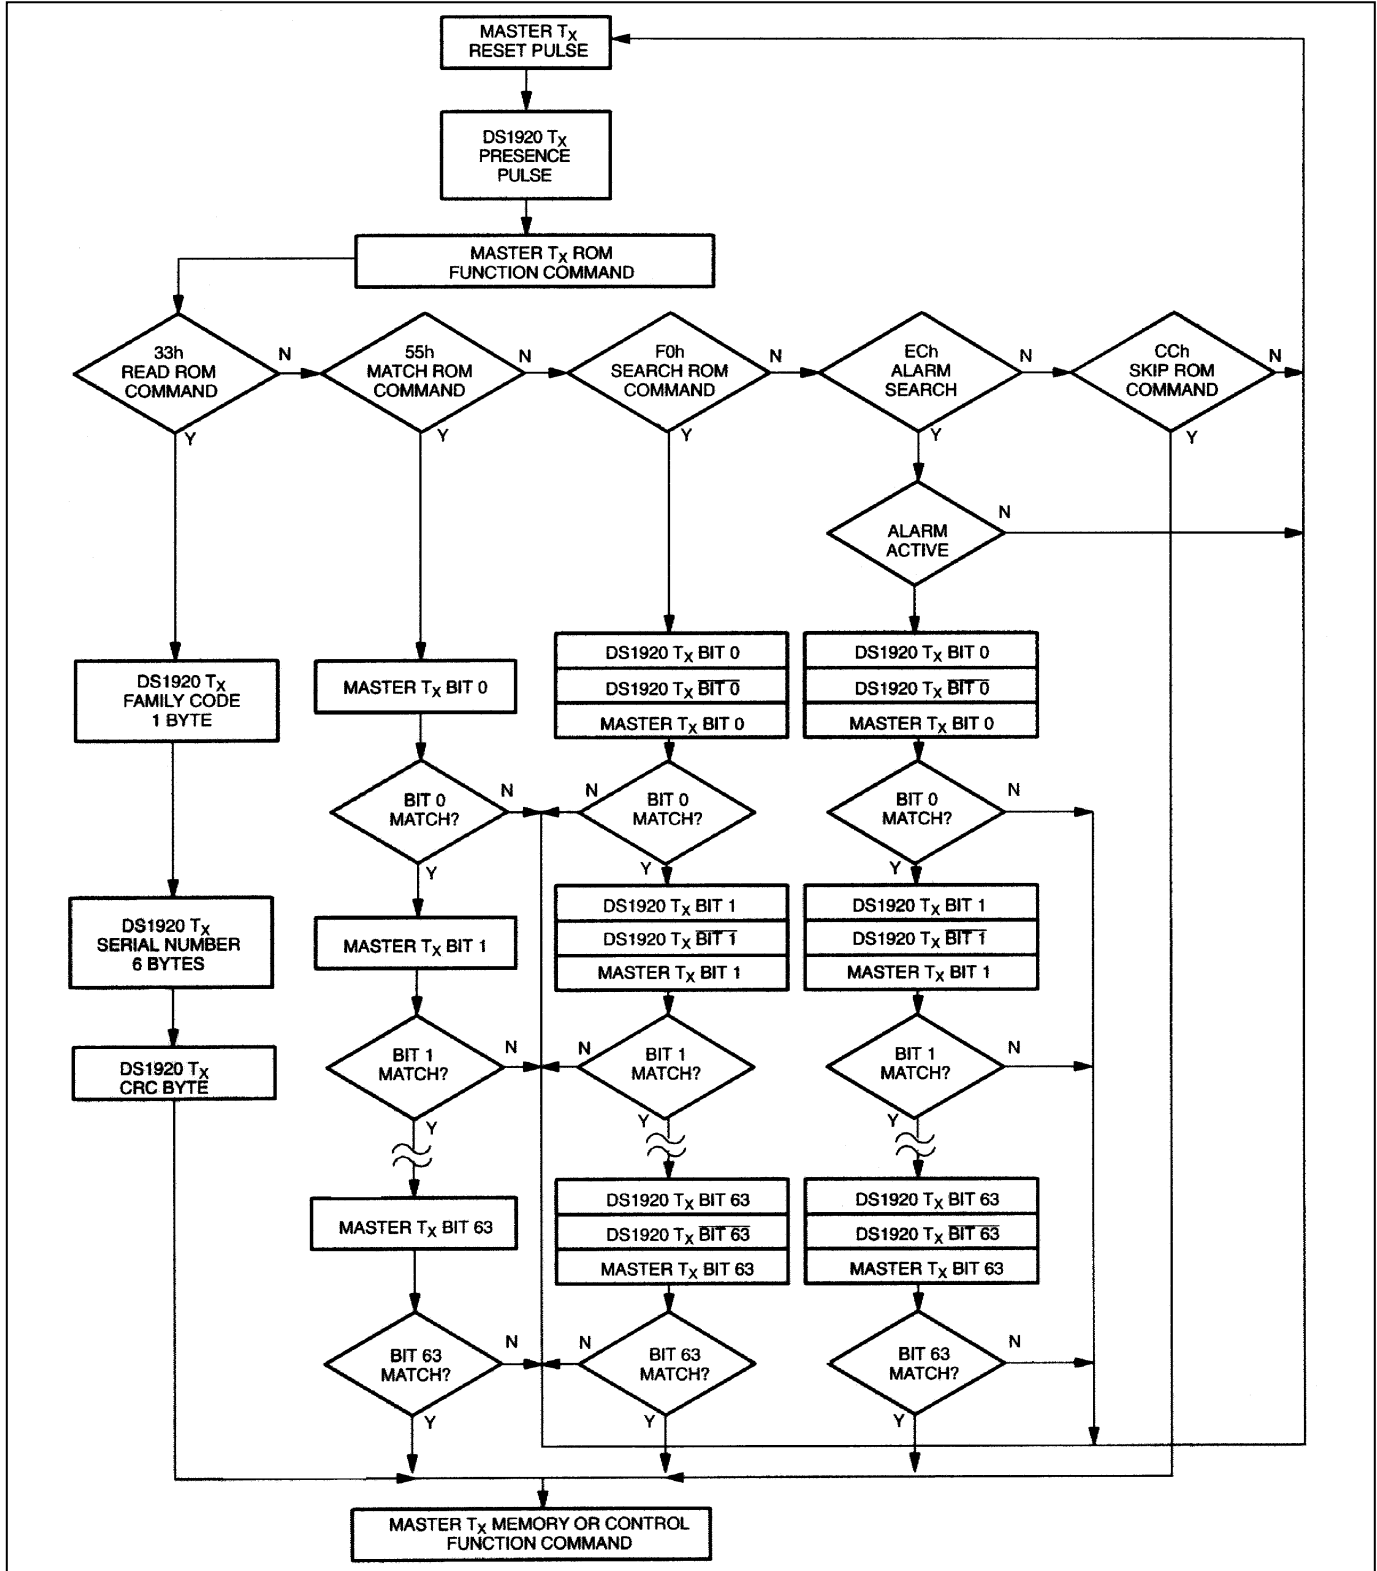 MASTER TX
RESET PULSE
DS1920 TX
PRESENCE
PULSE
MASTER TX ROM
FUNCTION COMMAND
33h
READ ROM
COMMAND
N
Y
55h
MATCH ROM
COMMAND
N
Y
F0h
SEARCH ROM
COMMAND
N
Y
ECh
ALARM
SEARCH
N
Y
CCh
SKIP ROM
COMMAND
N
Y
ALARM
ACTIVE
N
DS1920 TX
FAMILY CODE
1 BYTE
MASTER TX BIT 0
DS1920 TX BIT 0
DS1920 TX B̅I̅T̅ ̅0̅
MASTER TX BIT 0
DS1920 TX BIT 0
DS1920 TX B̅I̅T̅ ̅0̅
MASTER TX BIT 0
BIT 0
MATCH?
N
Y
BIT 0
MATCH?
N
Y
BIT 0
MATCH?
N
Y
DS1920 TX
SERIAL NUMBER
6 BYTES
MASTER TX BIT 1
DS1920 TX BIT 1
DS1920 TX B̅I̅T̅ ̅1̅
MASTER TX BIT 1
DS1920 TX BIT 1
DS1920 TX B̅I̅T̅ ̅1̅
MASTER TX BIT 1
DS1920 TX
CRC BYTE
BIT 1
MATCH?
N
Y
BIT 1
MATCH?
N
Y
BIT 1
MATCH?
N
Y
MASTER TX BIT 63
DS1920 TX BIT 63
DS1920 TX B̅I̅T̅ ̅6̅3̅
MASTER TX BIT 63
DS1920 TX BIT 63
DS1920 TX B̅I̅T̅ ̅6̅3̅
MASTER TX BIT 63
BIT 63
MATCH?
N
Y
BIT 63
MATCH?
N
Y
BIT 63
MATCH?
N
Y
MASTER TX MEMORY OR CONTROL
FUNCTION COMMAND